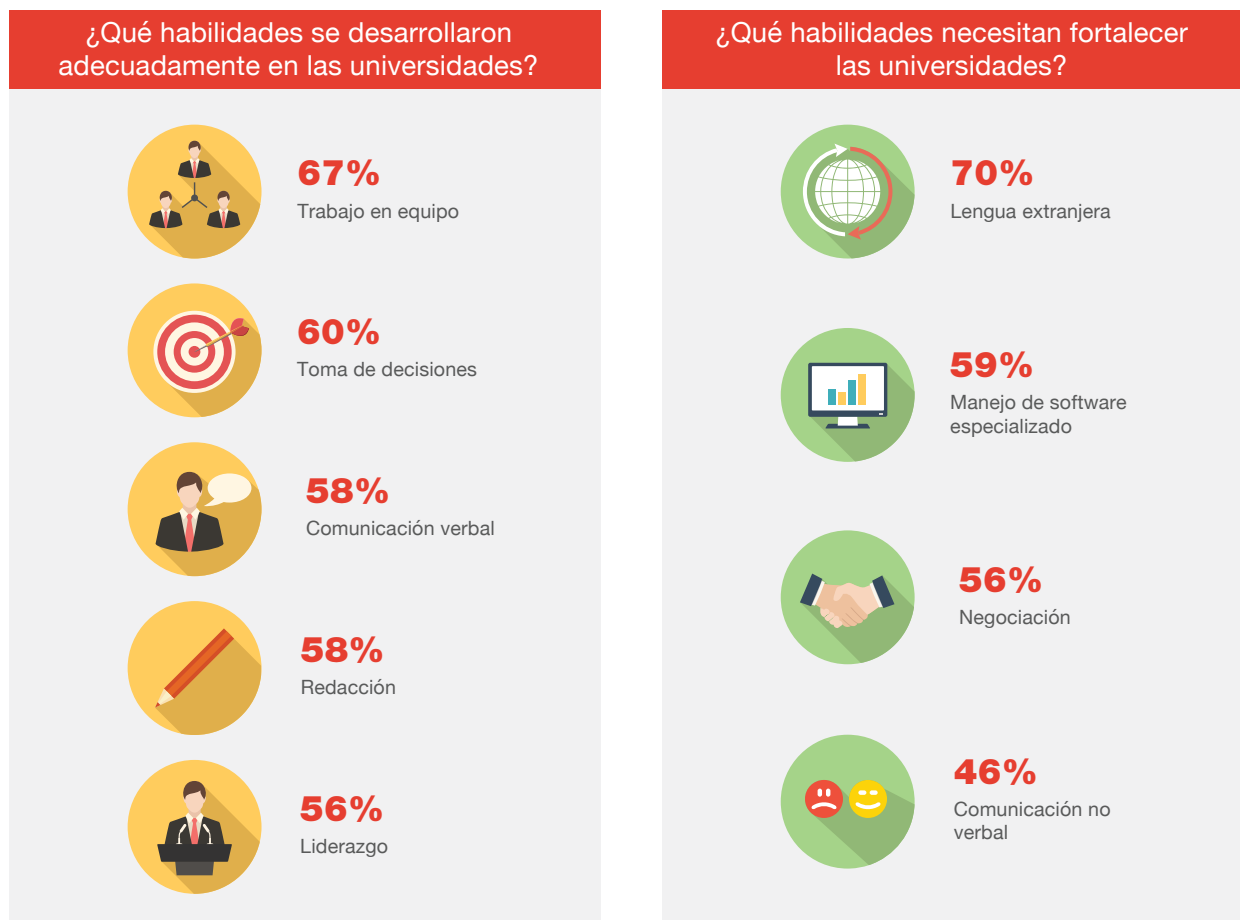 ¿Qué habilidades se desarrollaron
adecuadamente en las universidades?
67%
Trabajo en equipo
60%
Toma de decisiones
58%
Comunicación verbal
58%
Redacción
56%
Liderazgo
¿Qué habilidades necesitan fortalecer
las universidades?
70%
Lengua extranjera
59%
Manejo de software
especializado
56%
Negociación
46%
Comunicación no
verbal